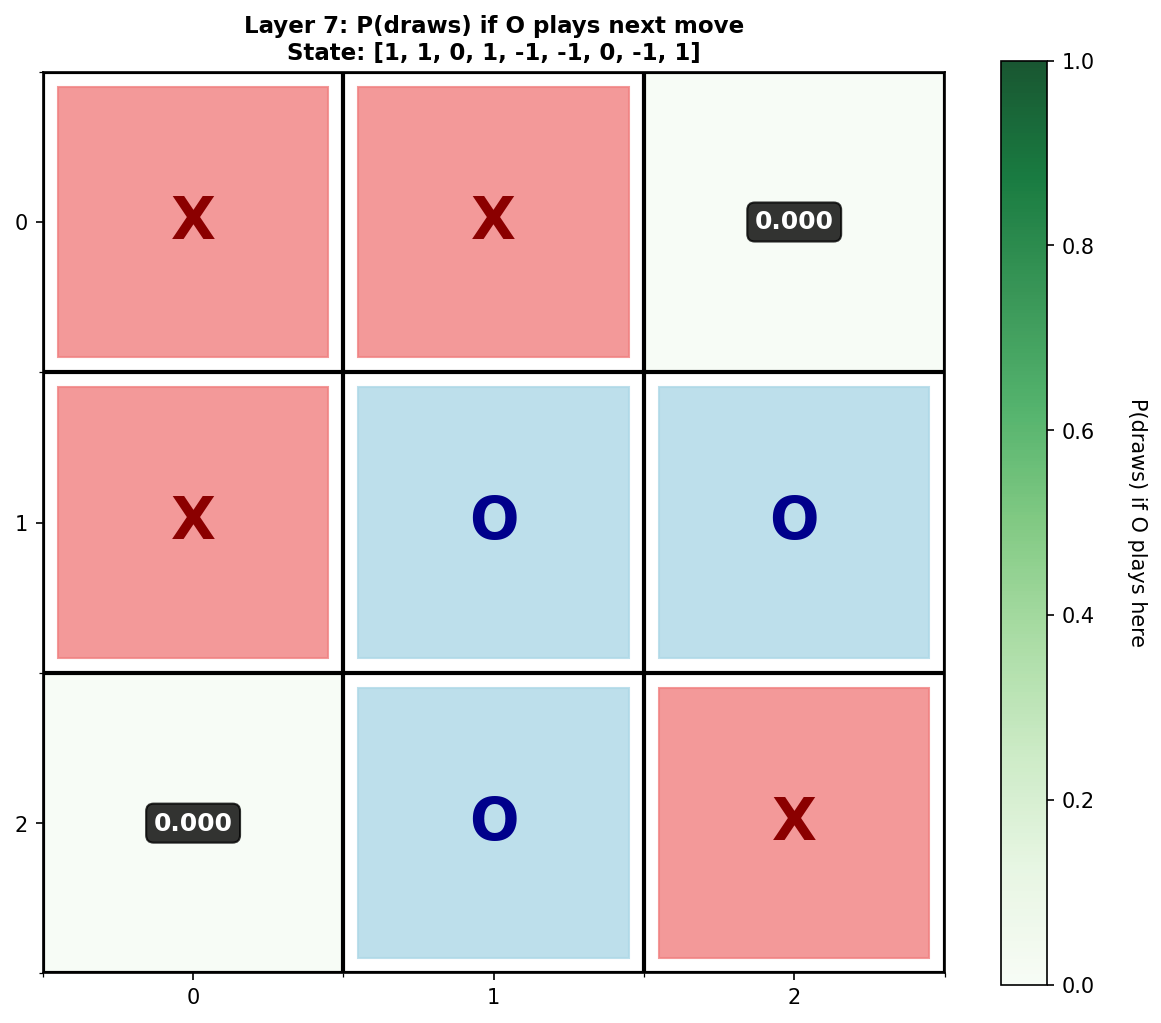 Layer 7: P(draws) if O plays next move
State: [1, 1, 0, 1, -1, -1, 0, -1, 1]
X
X
0.000
X
O
O
0.000
O
X
0
1
2
0
1
2
1.0
0.8
0.6
0.4
0.2
0.0
P(draws) if O plays here